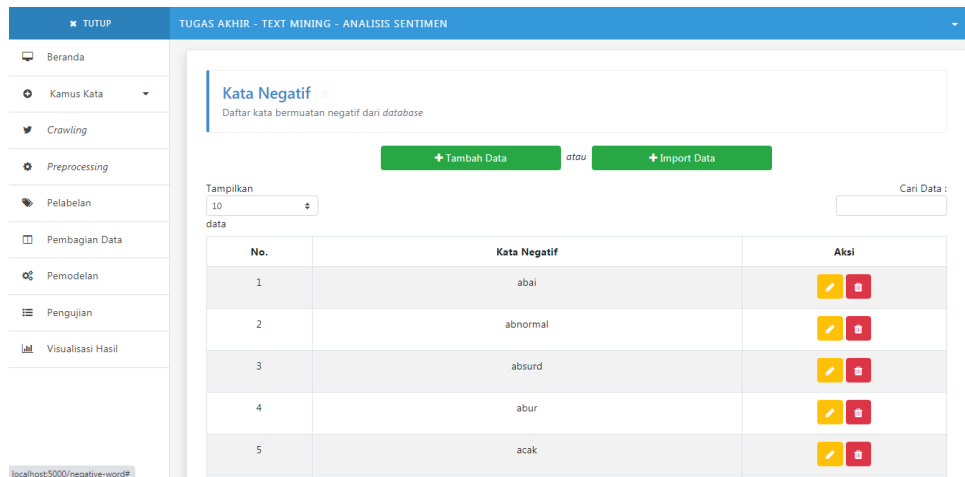 ✖ TUTUP
TUGAS AKHIR - TEXT MINING - ANALISIS SENTIMEN
Beranda
Kamus Kata
Crawling
Preprocessing
Pelabelan
Pembagian Data
Pemodelan
Pengujian
Visualisasi Hasil
Kata Negatif
Daftar kata bermuatan negatif dari database
+ Tambah Data atau + Import Data
Tampilkan
10
data
Cari Data :
No. Kata Negatif Aksi
1 abai
2 abnormal
3 absurd
4 abur
5 acak
localhost:5000/negative-word#